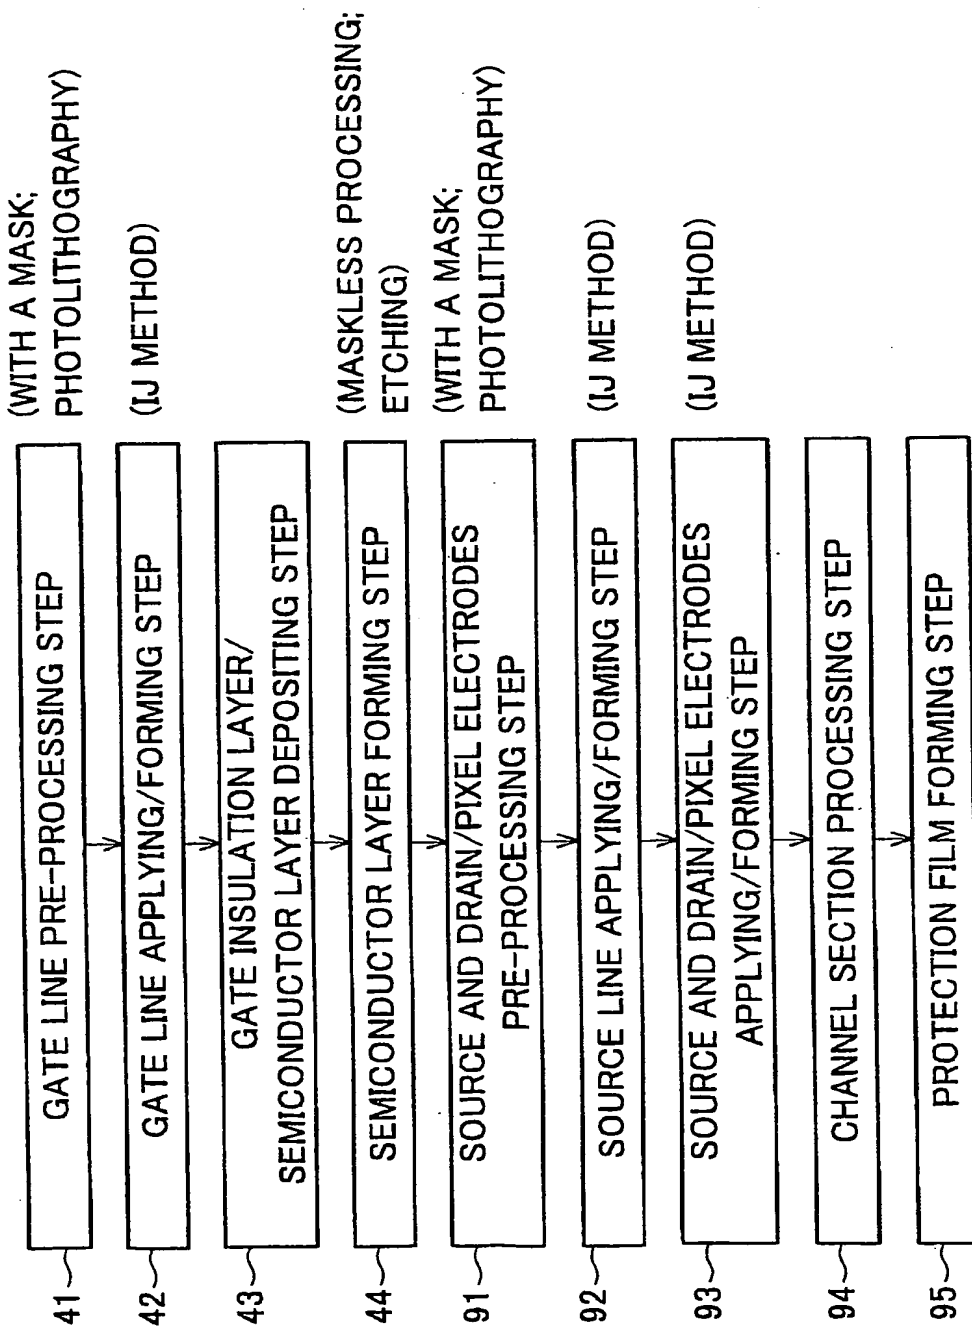 41
GATE LINE PRE-PROCESSING STEP
(WITH A MASK;
PHOTOLITHOGRAPHY)
42
GATE LINE APPLYING/FORMING STEP
(IJ METHOD)
43
GATE INSULATION LAYER/
SEMICONDUCTOR LAYER DEPOSITING STEP
44
SEMICONDUCTOR LAYER FORMING STEP
(MASKLESS PROCESSING;
ETCHING)
91
SOURCE AND DRAIN/PIXEL ELECTRODES
PRE-PROCESSING STEP
(WITH A MASK;
PHOTOLITHOGRAPHY)
92
SOURCE LINE APPLYING/FORMING STEP
(IJ METHOD)
93
SOURCE AND DRAIN/PIXEL ELECTRODES
APPLYING/FORMING STEP
(IJ METHOD)
94
CHANNEL SECTION PROCESSING STEP
95
PROTECTION FILM FORMING STEP